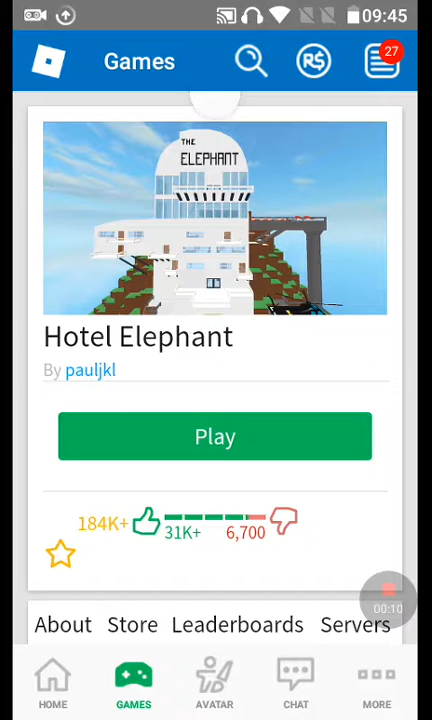 09:45
Games
R$
27
THE
ELEPHANT
Hotel Elephant
By pauljkl
Play
184K+
31K+
6,700
00:10
About Store Leaderboards Servers
HOME GAMES AVATAR CHAT MORE